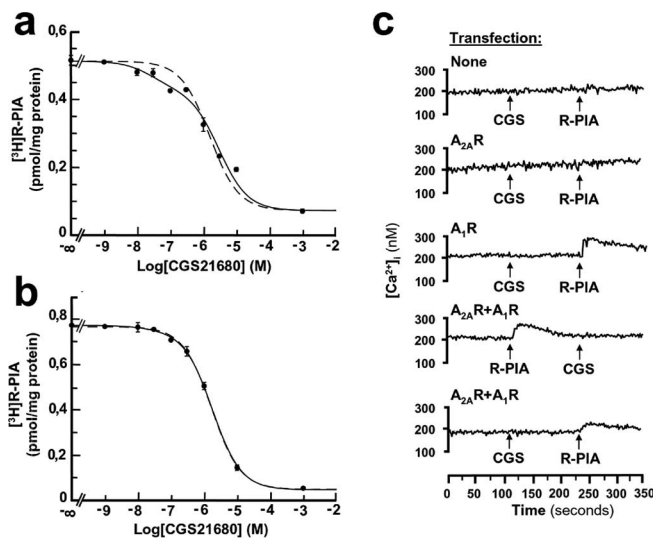 a
0,6
0,4
0,2
0
[³H]R-PIA
(pmol/mg protein)
-∞ -9 -8 -7 -6 -5 -4 -3 -2
Log[CGS21680] (M)
b
0,8
0,6
0,4
0,2
0
[³H]R-PIA
(pmol/mg protein)
-∞ -9 -8 -7 -6 -5 -4 -3 -2
Log[CGS21680] (M)
c
Transfection:
None
300
200
100
CGS R-PIA
A2AR
300
200
100
CGS R-PIA
A1R
300
200
100
CGS R-PIA
[Ca²⁺]i (nM)
A2AR+A1R
300
200
100
R-PIA CGS
A2AR+A1R
300
200
100
CGS R-PIA
0 50 100 150 200 250 300 350
Time (seconds)